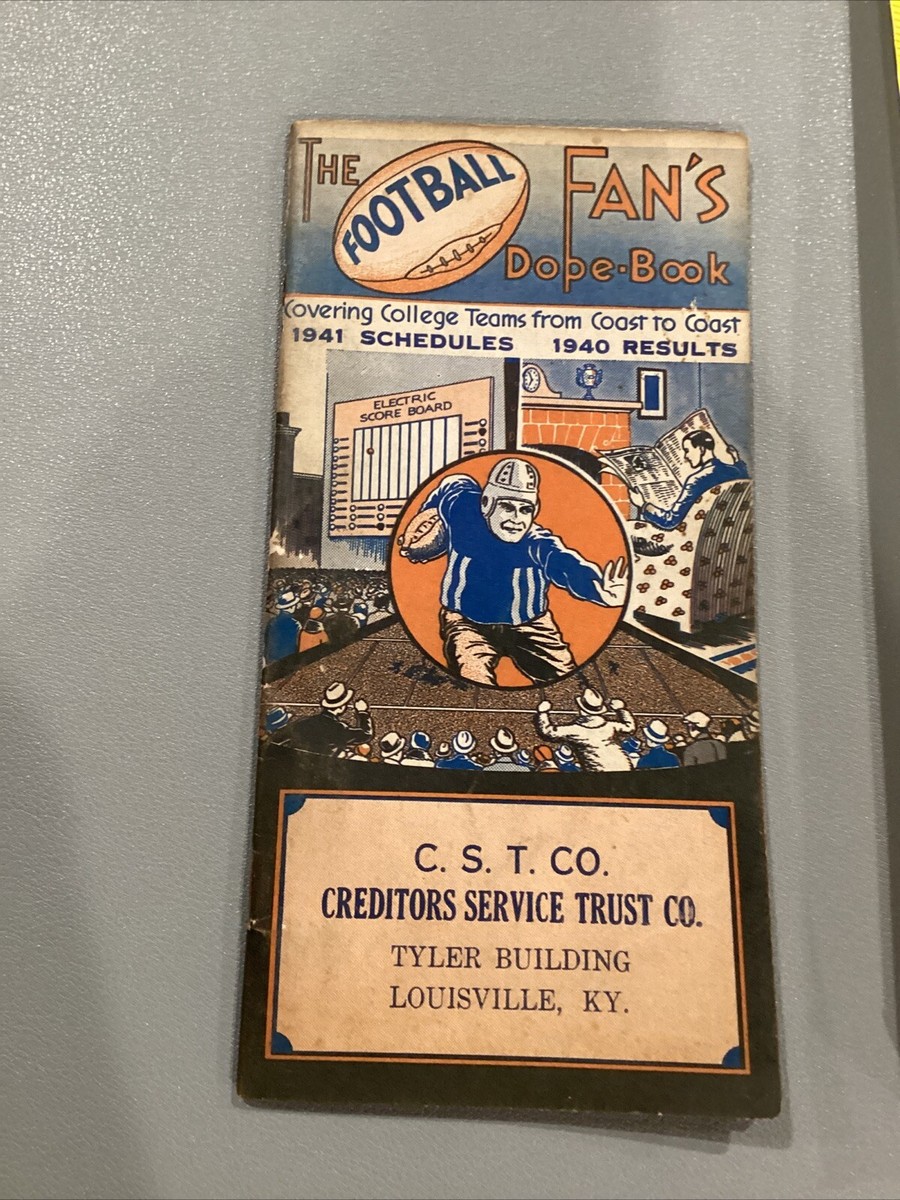 THE FOOTBALL FAN'S
Dope-Book
Covering College Teams from Coast to Coast
1941 SCHEDULES 1940 RESULTS
ELECTRIC
SCORE BOARD
C. S. T. CO.
CREDITORS SERVICE TRUST CO.
TYLER BUILDING
LOUISVILLE, KY.